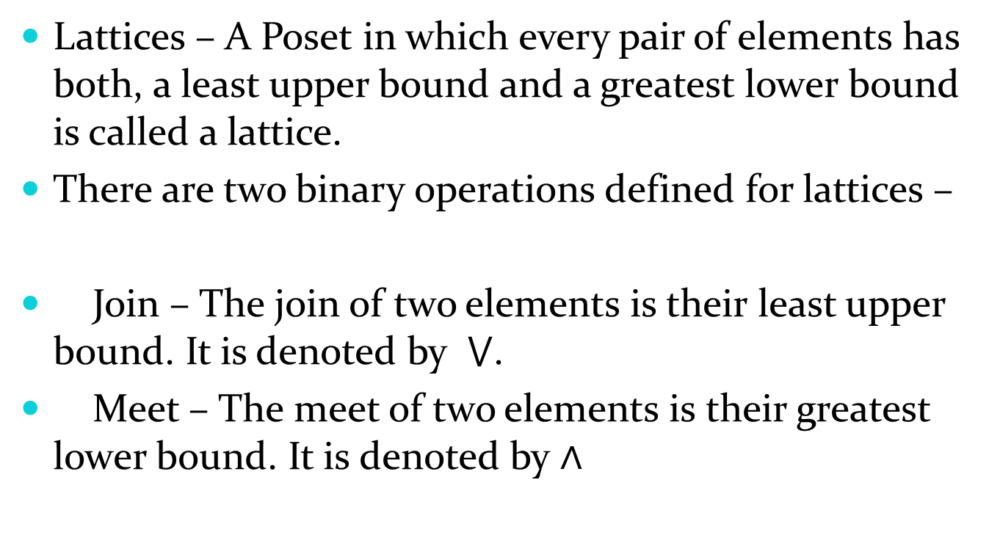 • Lattices – A Poset in which every pair of elements has
both, a least upper bound and a greatest lower bound
is called a lattice.
• There are two binary operations defined for lattices –
• Join – The join of two elements is their least upper
bound. It is denoted by V.
• Meet – The meet of two elements is their greatest
lower bound. It is denoted by Λ